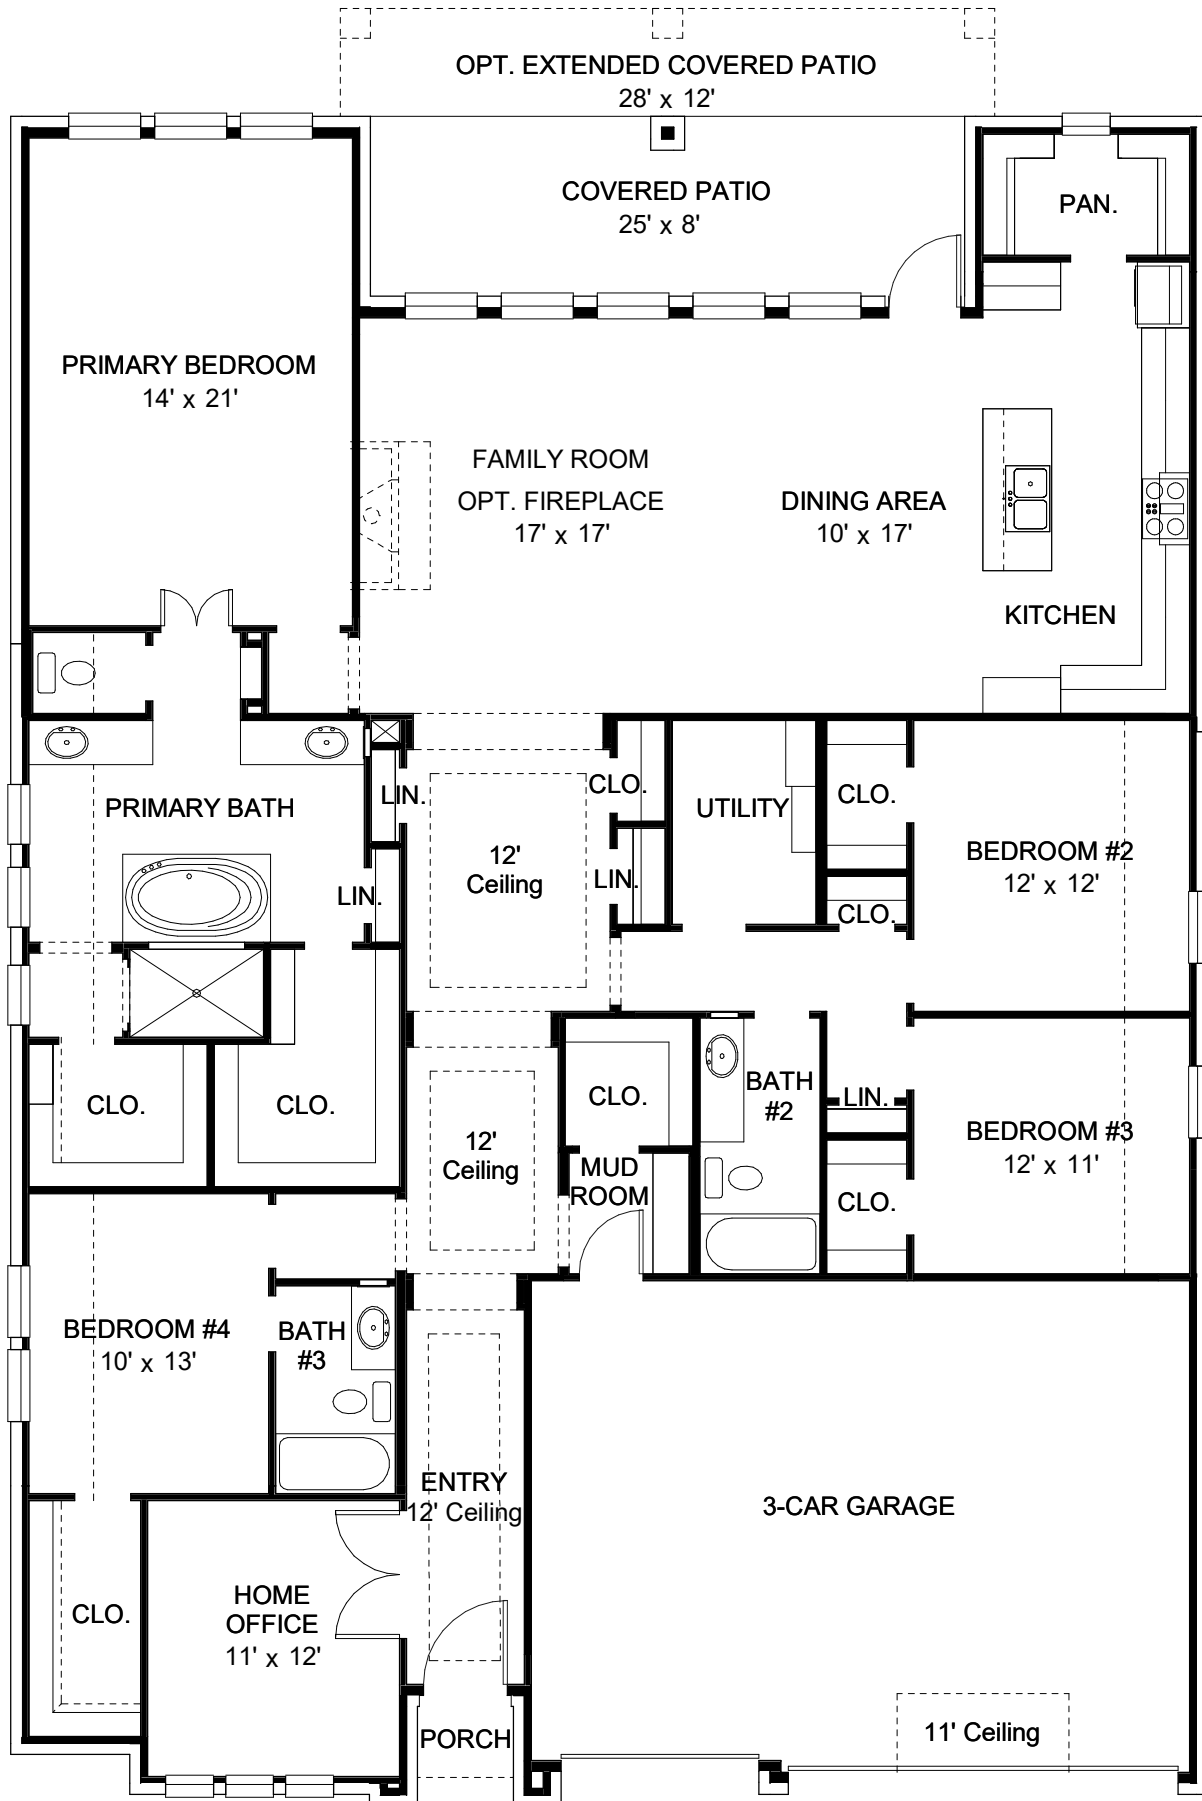 OPT. EXTENDED COVERED PATIO
28' x 12'
COVERED PATIO
25' x 8'
PAN.
PRIMARY BEDROOM
14' x 21'
FAMILY ROOM
OPT. FIREPLACE
17' x 17'
DINING AREA
10' x 17'
KITCHEN
PRIMARY BATH
LIN.
CLO.
UTILITY
CLO.
12'
Ceiling
LIN.
LIN.
CLO.
BEDROOM #2
12' x 12'
CLO.
CLO.
12'
Ceiling
CLO.
BATH
#2
LIN.
BEDROOM #3
12' x 11'
MUD
ROOM
CLO.
BEDROOM #4
10' x 13'
BATH
#3
ENTRY
12' Ceiling
3-CAR GARAGE
CLO.
HOME
OFFICE
11' x 12'
PORCH
11' Ceiling